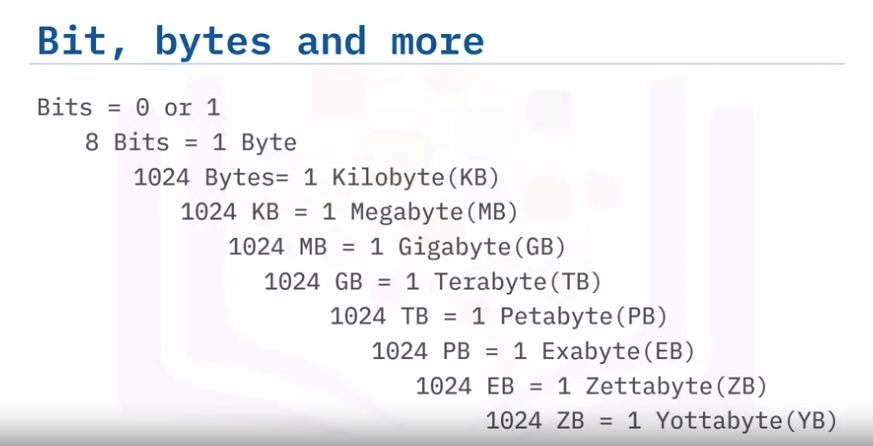 Bit, bytes and more
Bits = 0 or 1
8 Bits = 1 Byte
1024 Bytes= 1 Kilobyte(KB)
1024 KB = 1 Megabyte(MB)
1024 MB = 1 Gigabyte(GB)
1024 GB = 1 Terabyte(TB)
1024 TB = 1 Petabyte(PB)
1024 PB = 1 Exabyte(EB)
1024 EB = 1 Zettabyte(ZB)
1024 ZB = 1 Yottabyte(YB)